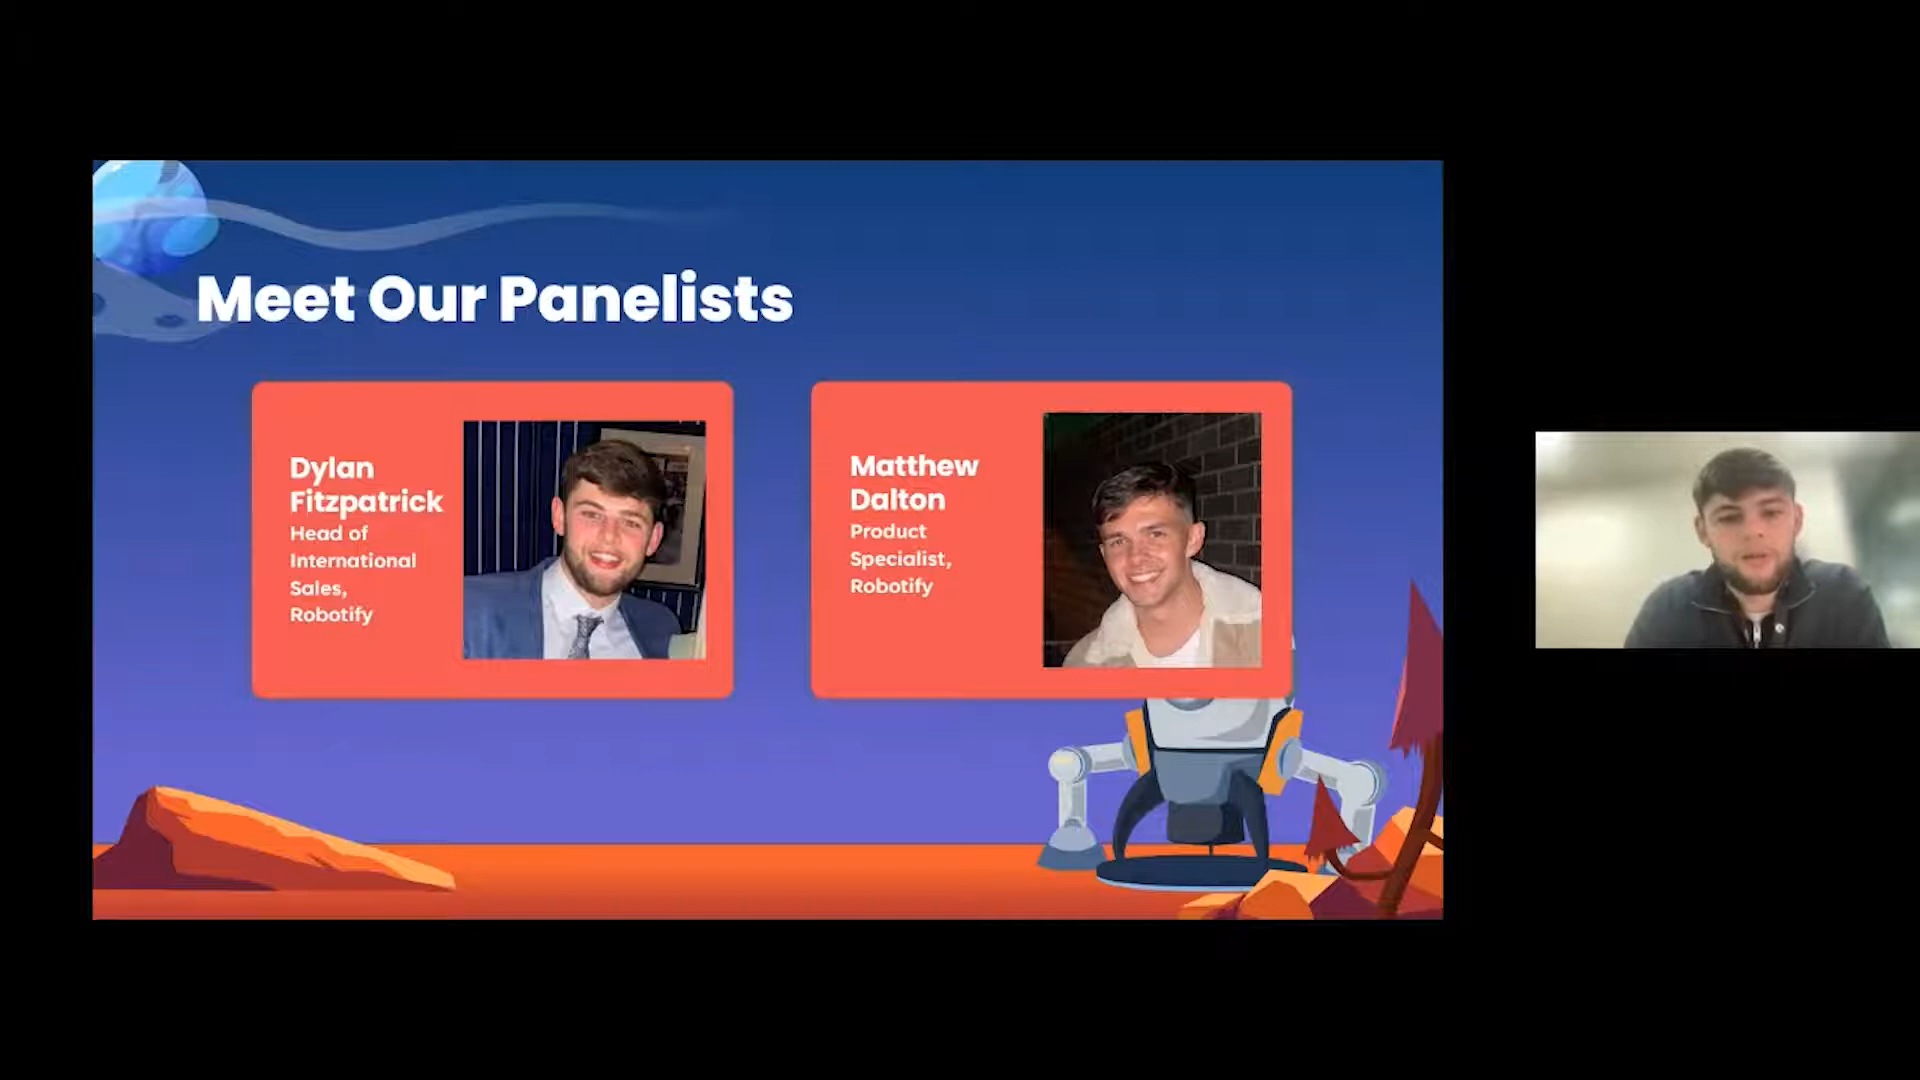 Meet Our Panelists
Dylan
Fitzpatrick
Head of
International
Sales,
Robotify
Matthew
Dalton
Product
Specialist,
Robotify